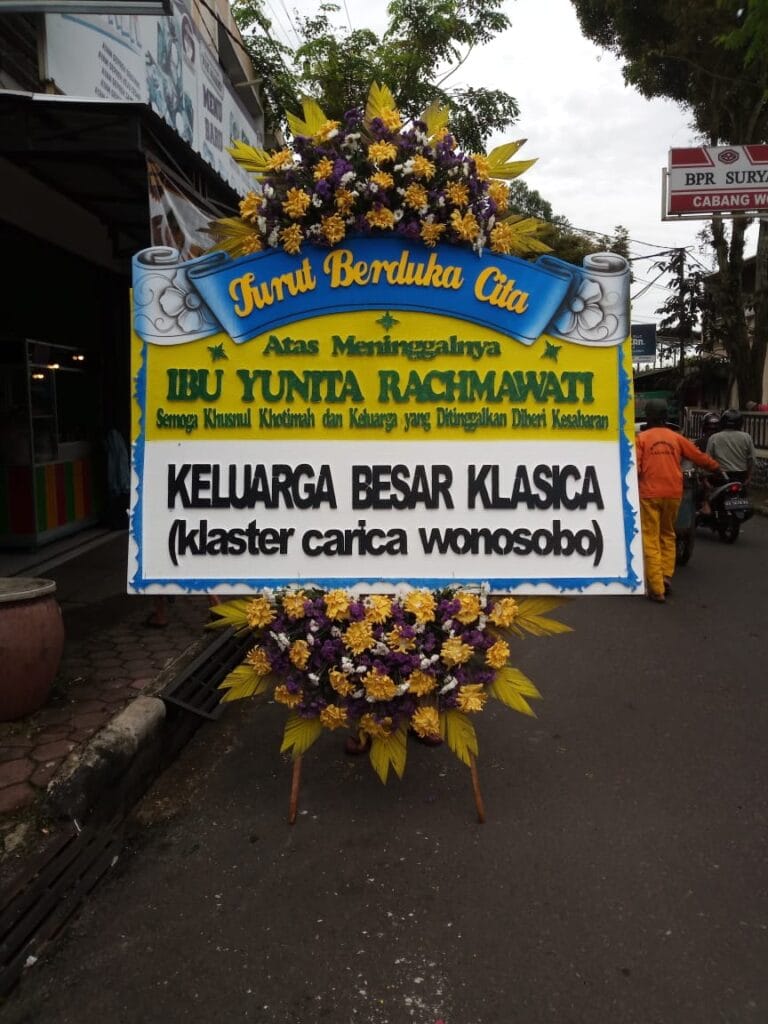 Turut Berduka Cita
Atas Meninggalnya
IBU YUNITA RACHMAWATI
Semoga Khusnul Khotimah dan Keluarga yang Ditinggalkan Diberi Kesabaran
KELUARGA BESAR KLASICA
(klaster carica wonosobo)
BPR SURYA
CABANG WO